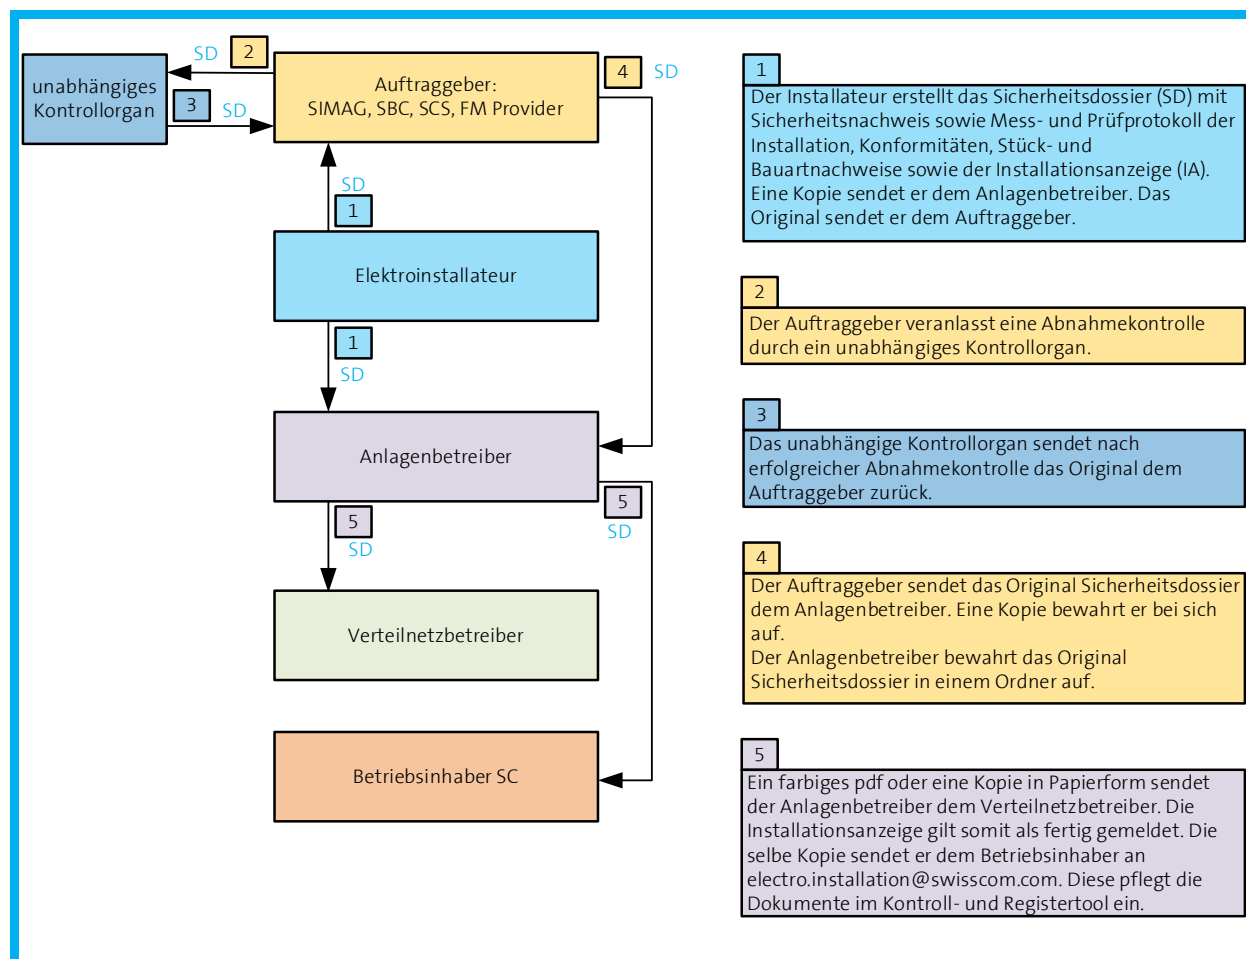 SD
2
unabhängiges
Kontrollorgan
3
SD
Auftraggeber:
SIMAG, SBC, SCS, FM Provider
4
SD
SD
1
Elektroinstallateur
1
SD
Anlagenbetreiber
5
SD
5
SD
Verteilnetzbetreiber
Betriebsinhaber SC
1
Der Installateur erstellt das Sicherheitsdossier (SD) mit
Sicherheitsnachweis sowie Mess- und Prüfprotokoll der
Installation, Konformitäten, Stück- und
Bauartnachweise sowie der Installationsanzeige (IA).
Eine Kopie sendet er dem Anlagenbetreiber. Das
Original sendet er dem Auftraggeber.
2
Der Auftraggeber veranlasst eine Abnahmekontrolle
durch ein unabhängiges Kontrollorgan.
3
Das unabhängige Kontrollorgan sendet nach
erfolgreicher Abnahmekontrolle das Original dem
Auftraggeber zurück.
4
Der Auftraggeber sendet das Original Sicherheitsdossier
dem Anlagenbetreiber. Eine Kopie bewahrt er bei sich
auf.
Der Anlagenbetreiber bewahrt das Original
Sicherheitsdossier in einem Ordner auf.
5
Ein farbiges pdf oder eine Kopie in Papierform sendet
der Anlagenbetreiber dem Verteilnetzbetreiber. Die
Installationsanzeige gilt somit als fertig gemeldet. Die
selbe Kopie sendet er dem Betriebsinhaber an
electro.installation@swisscom.com. Diese pflegt die
Dokumente im Kontroll- und Registertool ein.